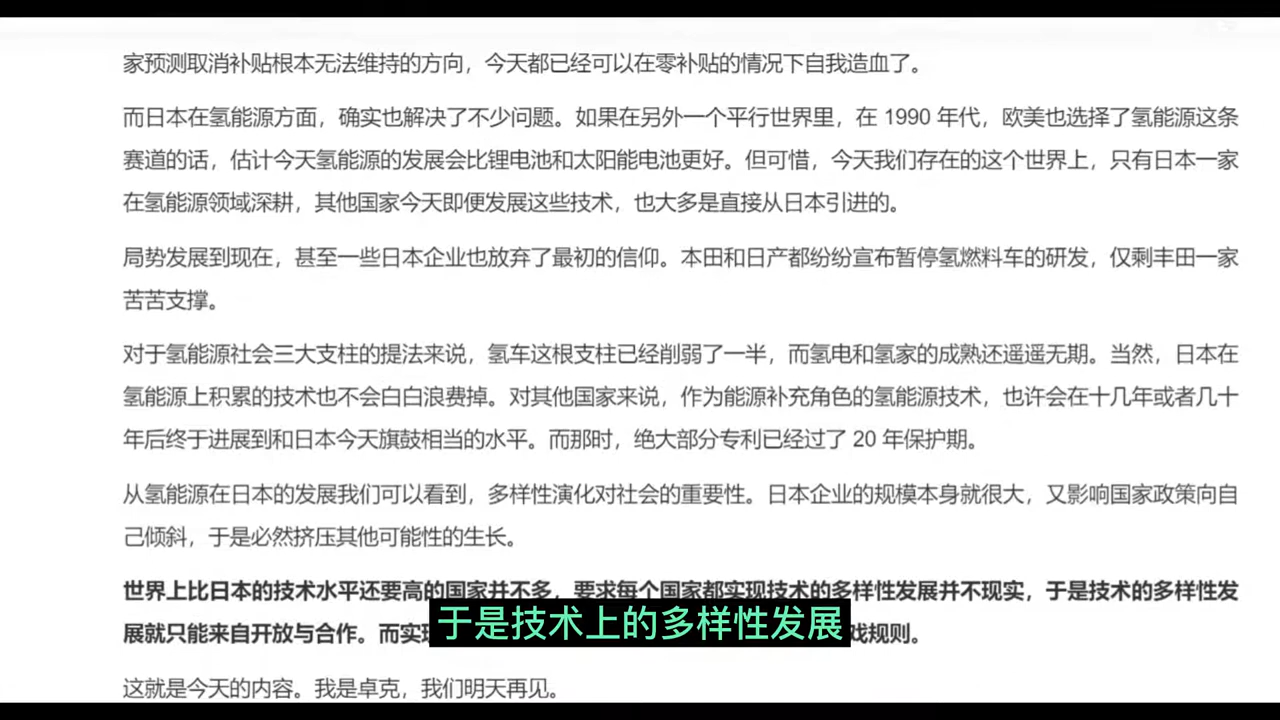 家预测取消补贴根本无法维持的方向，今天都已经可以在零补贴的情况下自我造血了。
而日本在氢能源方面，确实也解决了不少问题。如果在另外一个平行世界里，在 1990 年代，欧美也选择了氢能源这条
赛道的话，估计今天氢能源的发展会比锂电池和太阳能电池更好。但可惜，今天我们存在的这个世界上，只有日本一家
在氢能源领域深耕，其他国家今天即便发展这些技术，也大多是直接从日本引进的。
局势发展到现在，甚至一些日本企业也放弃了最初的信仰。本田和日产都纷纷宣布暂停氢燃料车的研发，仅剩丰田一家
苦苦支撑。
对于氢能源社会三大支柱的提法来说，氢车这根支柱已经削弱了一半，而氢电和氢家的成熟还遥遥无期。当然，日本在
氢能源上积累的技术也不会白白浪费掉。对其他国家来说，作为能源补充角色的氢能源技术，也许会在十几年或者几十
年后终于进展到和日本今天旗鼓相当的水平。而那时，绝大部分专利已经过了 20 年保护期。
从氢能源在日本的发展我们可以看到，多样性演化对社会的重要性。日本企业的规模本身就很大，又影响国家政策向自
己倾斜，于是必然挤压其他可能性的生长。
世界上比日本的技术水平还要高的国家并不多，要求每个国家都实现技术的多样性发展并不现实，于是技术的多样性发
展就只能来自开放与合作。而实现
戏规则。
于是技术上的多样性发展
这就是今天的内容。我是卓克，我们明天再见。